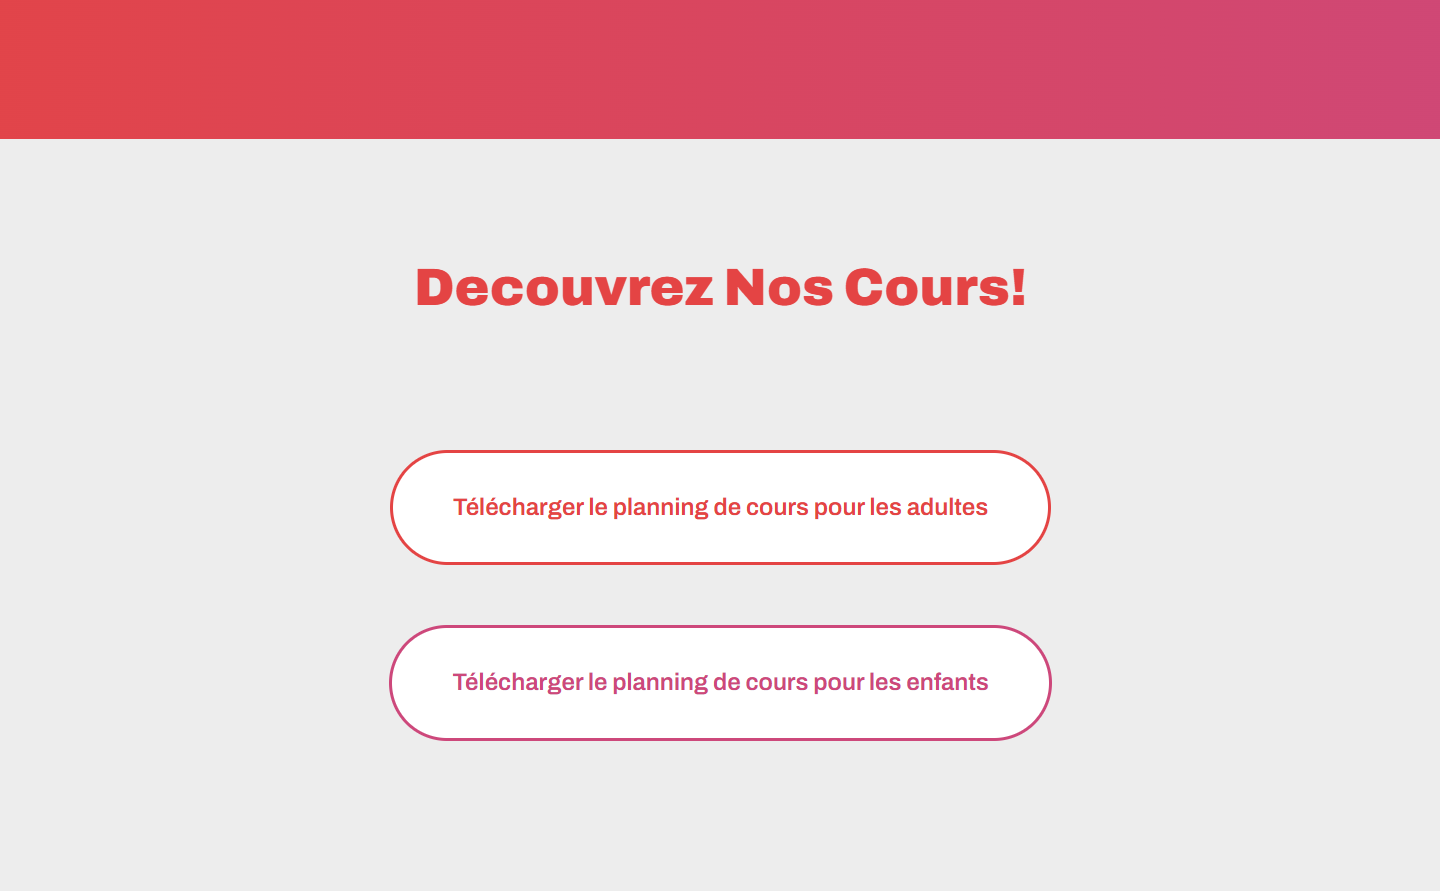 Decouvrez Nos Cours!
Télécharger le planning de cours pour les adultes
Télécharger le planning de cours pour les enfants